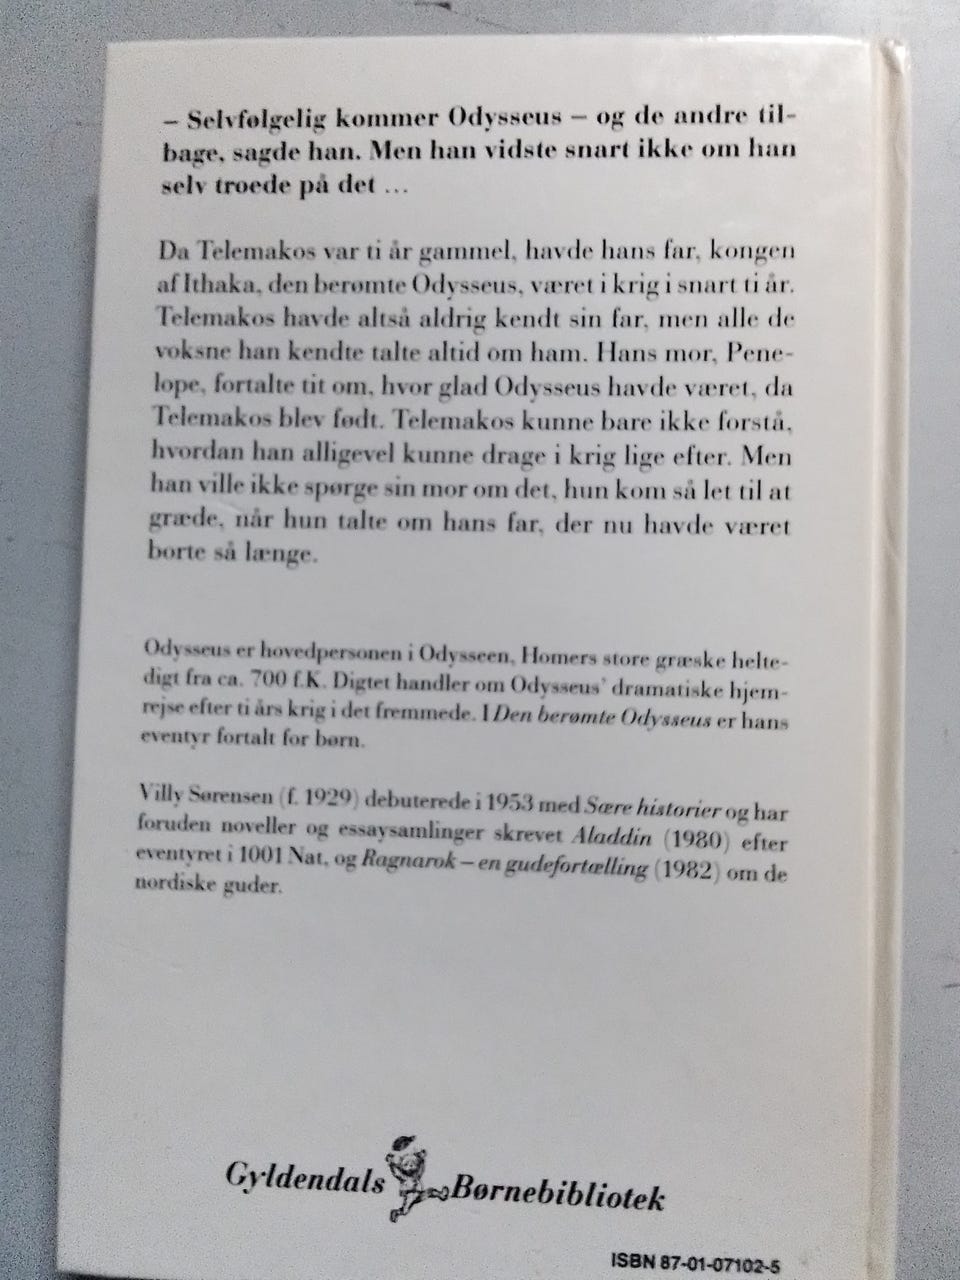 – Selvfølgelig kommer Odysseus – og de andre til-
bage, sagde han. Men han vidste snart ikke om han
selv troede på det ...
Da Telemakos var ti år gammel, havde hans far, kongen
af Ithaka, den berømte Odysseus, været i krig i snart ti år.
Telemakos havde altså aldrig kendt sin far, men alle de
voksne han kendte talte altid om ham. Hans mor, Pene-
lope, fortalte tit om, hvor glad Odysseus havde været, da
Telemakos blev født. Telemakos kunne bare ikke forstå,
hvordan han alligevel kunne drage i krig lige efter. Men
han ville ikke spørge sin mor om det, hun kom så let til at
græde, når hun talte om hans far, der nu havde været
borte så længe.
Odysseus er hovedpersonen i Odysseen, Homers store græske helte-
digt fra ca. 700 f.K. Digtet handler om Odysseus' dramatiske hjem-
rejse efter ti års krig i det fremmede. I Den berømte Odysseus er hans
eventyr fortalt for børn.
Villy Sørensen (f. 1929) debuterede i 1953 med Sære historier og har
foruden noveller og essaysamlinger skrevet Aladdin (1980) efter
eventyret i 1001 Nat, og Ragnarok – en gudefortælling (1982) om de
nordiske guder.
Gyldendals Børnebibliotek
ISBN 87-01-07102-5